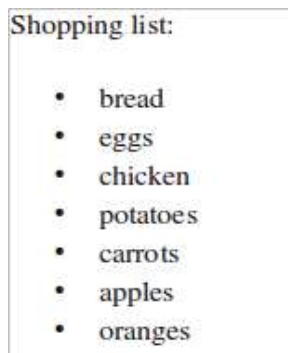 Shopping list:
• bread
• eggs
• chicken
• potatoes
• carrots
• apples
• oranges